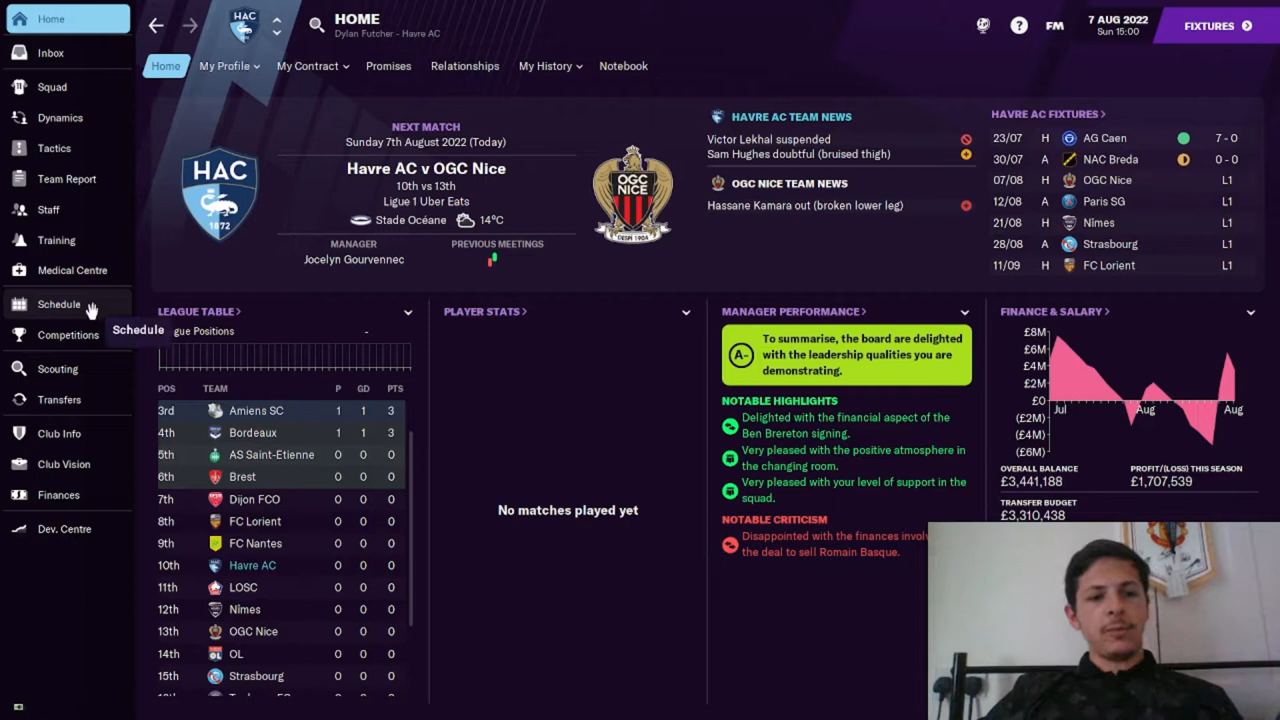 Home
Inbox
Squad
Dynamics
Tactics
Team Report
Staff
Training
Medical Centre
Schedule
Competitions
Schedule
Scouting
Transfers
Club Info
Club Vision
Finances
Dev. Centre
HAC
HOME
Dylan Futcher - Havre AC
? FM
7 AUG 2022
Sun 15:00
FIXTURES
Home My Profile My Contract Promises Relationships My History Notebook
NEXT MATCH
Sunday 7th August 2022 (Today)
Havre AC v OGC Nice
10th vs 13th
Ligue 1 Uber Eats
Stade Océane 14°C
MANAGER
Jocelyn Gourvennec
PREVIOUS MEETINGS
HAC
1872
OGC
NICE
DEPUIS 1904
HAVRE AC TEAM NEWS
Victor Lekhal suspended
Sam Hughes doubtful (bruised thigh)
OGC NICE TEAM NEWS
Hassane Kamara out (broken lower leg)
HAVRE AC FIXTURES >
23/07 H AG Caen 7 - 0
30/07 A NAC Breda 0 - 0
07/08 H OGC Nice L1
12/08 A Paris SG L1
21/08 H Nîmes L1
28/08 A Strasbourg L1
11/09 H FC Lorient L1
LEAGUE TABLE >
gue Positions -
POS TEAM P GD PTS
3rd Amiens SC 1 1 3
4th Bordeaux 1 1 3
5th AS Saint-Etienne 0 0 0
6th Brest 0 0 0
7th Dijon FCO 0 0 0
8th FC Lorient 0 0 0
9th FC Nantes 0 0 0
10th Havre AC 0 0 0
11th LOSC 0 0 0
12th Nîmes 0 0 0
13th OGC Nice 0 0 0
14th OL 0 0 0
15th Strasbourg 0 0 0
PLAYER STATS >
No matches played yet
MANAGER PERFORMANCE >
A-
To summarise, the board are delighted
with the leadership qualities you are
demonstrating.
NOTABLE HIGHLIGHTS
Delighted with the financial aspect of the
Ben Brereton signing.
Very pleased with the positive atmosphere in
the changing room.
Very pleased with your level of support in the
squad.
NOTABLE CRITICISM
Disappointed with the finances invol
the deal to sell Romain Basque.
FINANCE & SALARY >
£8M
£6M
£4M
£2M
£0
(£2M)
(£4M)
(£6M)
Jul Aug Aug
OVERALL BALANCE
£3,441,188
PROFIT/(LOSS) THIS SEASON
£1,707,539
TRANSFER BUDGET
£3,310,438